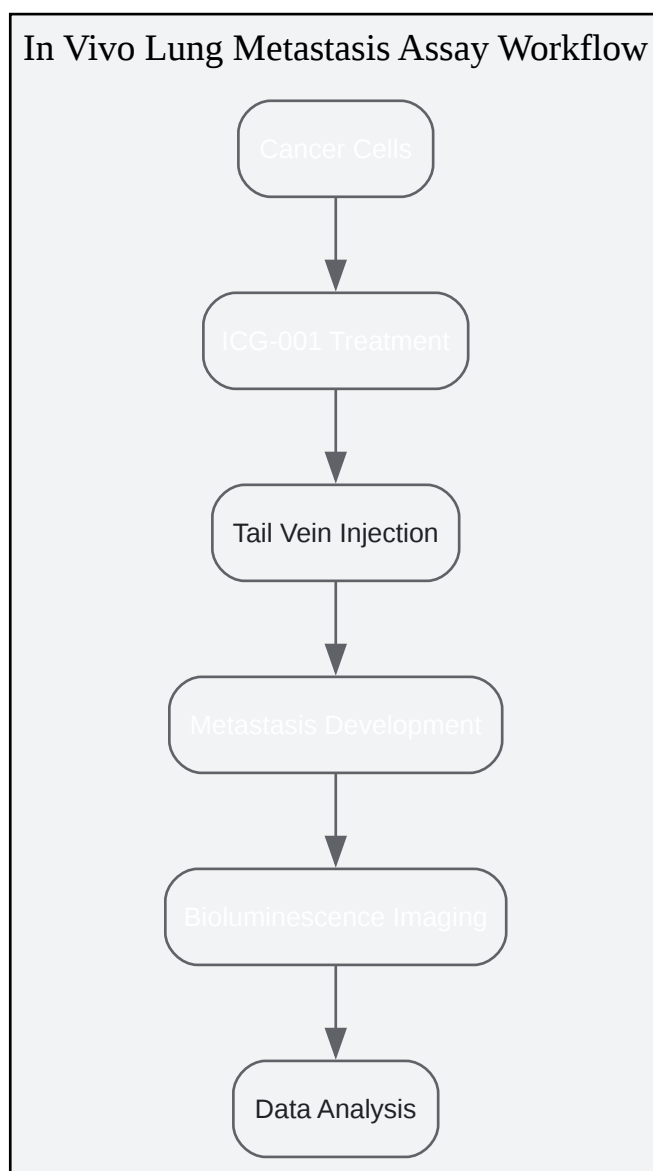 In Vivo Lung Metastasis Assay Workflow
Cancer Cells
ICG-001 Treatment
Tail Vein Injection
Metastasis Development
Bioluminescence Imaging
Data Analysis